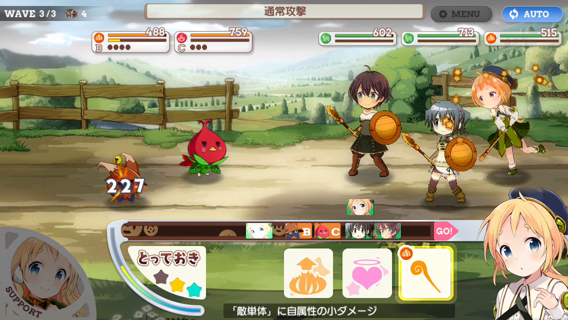 WAVE 3/3 4
通常攻撃
MENU
AUTO
488
B
759
C
602
713
515
227
B C GO!
とっておき
SUPPORT
「敵単体」に自属性の小ダメージ